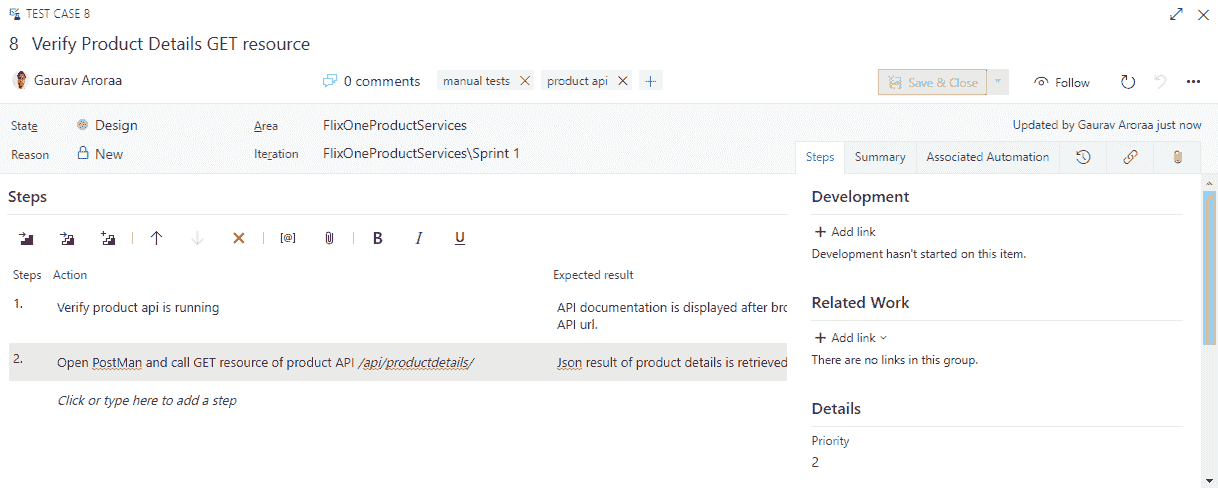 TEST CASE 8
8 Verify Product Details GET resource
Gaurav Aroraa
0 comments
manual tests
product api
Save & Close
Follow
State
Design
Area
FlixOneProductServices
Updated by Gaurav Aroraa just now
Reason
New
Iteration
FlixOneProductServices\Sprint 1
Steps
Summary
Associated Automation
Steps
[@]
B
I
U
Steps
Action
Expected result
1.
Verify product api is running
API documentation is displayed after bro
API url.
2.
Open PostMan and call GET resource of product API /api/productdetails/
Json result of product details is retrieved
Click or type here to add a step
Development
+ Add link
Development hasn't started on this item.
Related Work
+ Add link
There are no links in this group.
Details
Priority
2